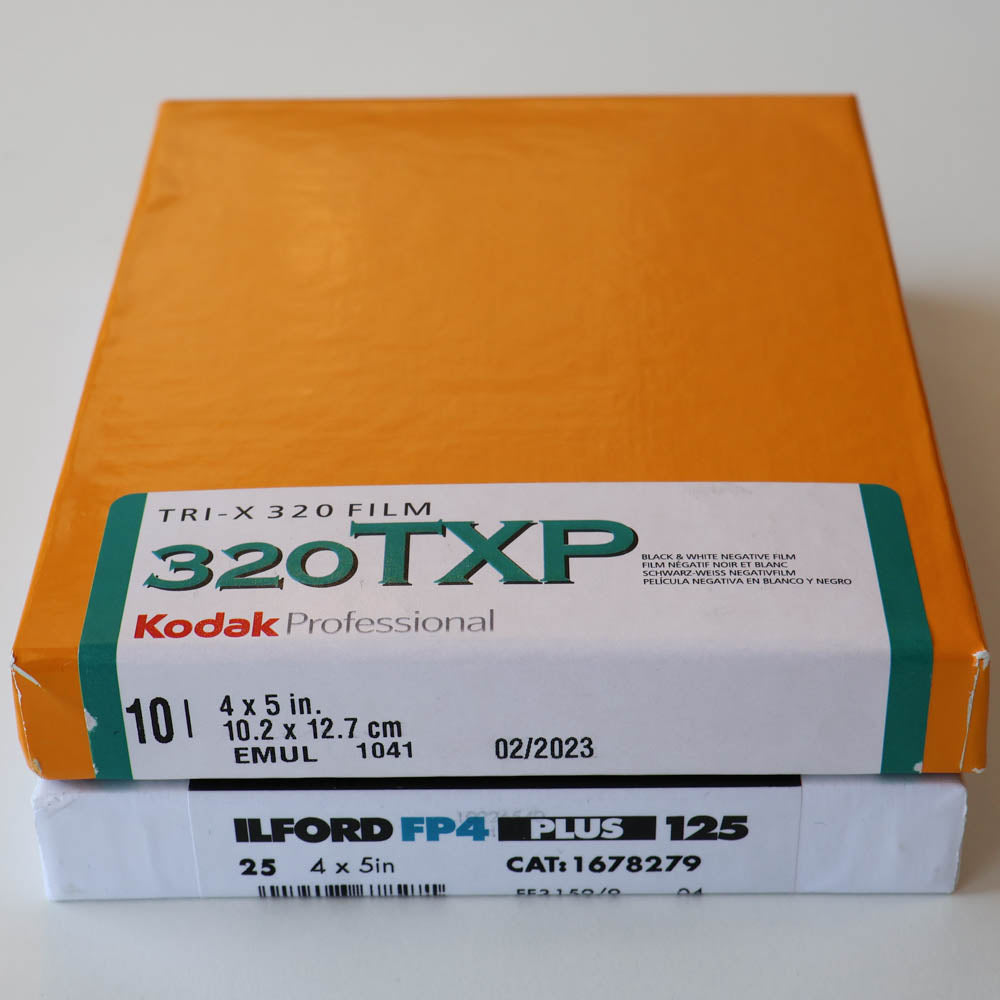 TRI-X 320 FILM
320TXP
BLACK & WHITE NEGATIVE FILM
FILM NÉGATIF NOIR ET BLANC
SCHWARZ-WEISS NEGATIVFILM
PELÍCULA NEGATIVA EN BLANCO Y NEGRO
Kodak Professional
10 4 x 5 in.
10.2 x 12.7 cm
EMUL 1041 02/2023
ILFORD FP4 PLUS 125
25 4 x 5in CAT: 1678279